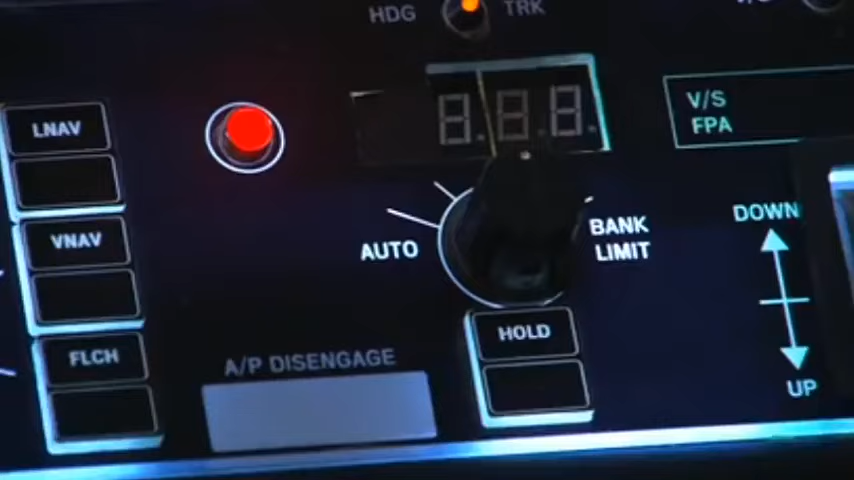 HDG
TRK
LNAV
V/S
FPA
VNAV
AUTO
BANK
LIMIT
DOWN
FLCH
A/P DISENGAGE
HOLD
UP